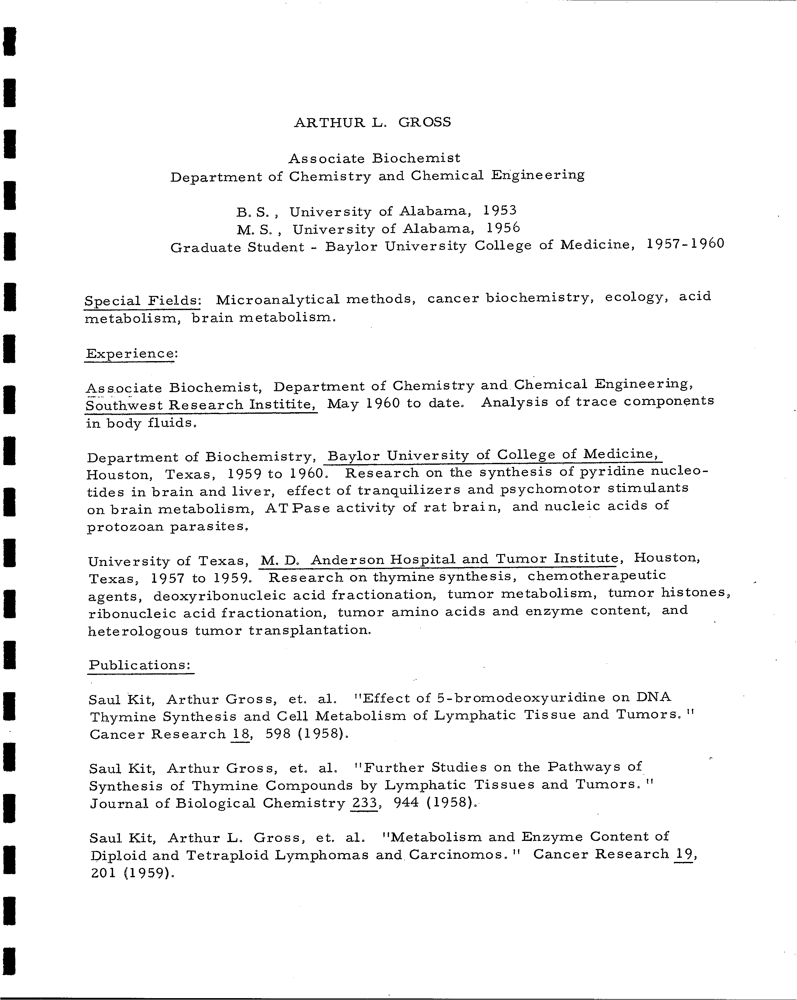 ARTHUR L. GROSS
Associate Biochemist
Department of Chemistry and Chemical Engineering
B. S., University of Alabama, 1953
M. S., University of Alabama, 1956
Graduate Student - Baylor University College of Medicine, 1957-1960
Special Fields: Microanalytical methods, cancer biochemistry, ecology, acid
metabolism, brain metabolism.
Experience:
Associate Biochemist, Department of Chemistry and Chemical Engineering,
Southwest Research Institite, May 1960 to date. Analysis of trace components
in body fluids.
Department of Biochemistry, Baylor University of College of Medicine,
Houston, Texas, 1959 to 1960. Research on the synthesis of pyridine nucleo-
tides in brain and liver, effect of tranquilizers and psychomotor stimulants
on brain metabolism, ATPase activity of rat brain, and nucleic acids of
protozoan parasites.
University of Texas, M. D. Anderson Hospital and Tumor Institute, Houston,
Texas, 1957 to 1959. Research on thymine synthesis, chemotherapeutic
agents, deoxyribonucleic acid fractionation, tumor metabolism, tumor histones,
ribonucleic acid fractionation, tumor amino acids and enzyme content, and
heterologous tumor transplantation.
Publications:
Saul Kit, Arthur Gross, et. al. "Effect of 5-bromodeoxyuridine on DNA
Thymine Synthesis and Cell Metabolism of Lymphatic Tissue and Tumors."
Cancer Research 18, 598 (1958).
Saul Kit, Arthur Gross, et. al. "Further Studies on the Pathways of
Synthesis of Thymine Compounds by Lymphatic Tissues and Tumors."
Journal of Biological Chemistry 233, 944 (1958).
Saul Kit, Arthur L. Gross, et. al. "Metabolism and Enzyme Content of
Diploid and Tetraploid Lymphomas and Carcinomos." Cancer Research 19,
201 (1959).